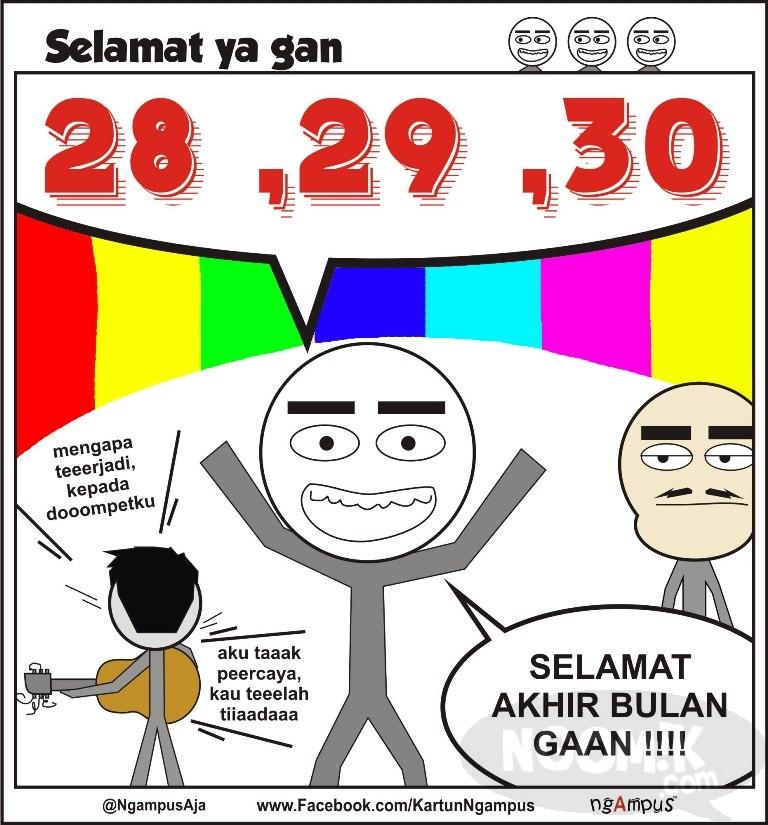 Selamat ya gan
28 ,29 ,30
mengapa
teeerjadi,
kepada
dooompetku
aku taaak
peercaya,
kau teeelah
tiiaadaaa
SELAMAT
AKHIR BULAN
GAAN !!!!
NGOMIK
.com
@NgampusAja www.Facebook.com/KartunNgampus ngAmpus